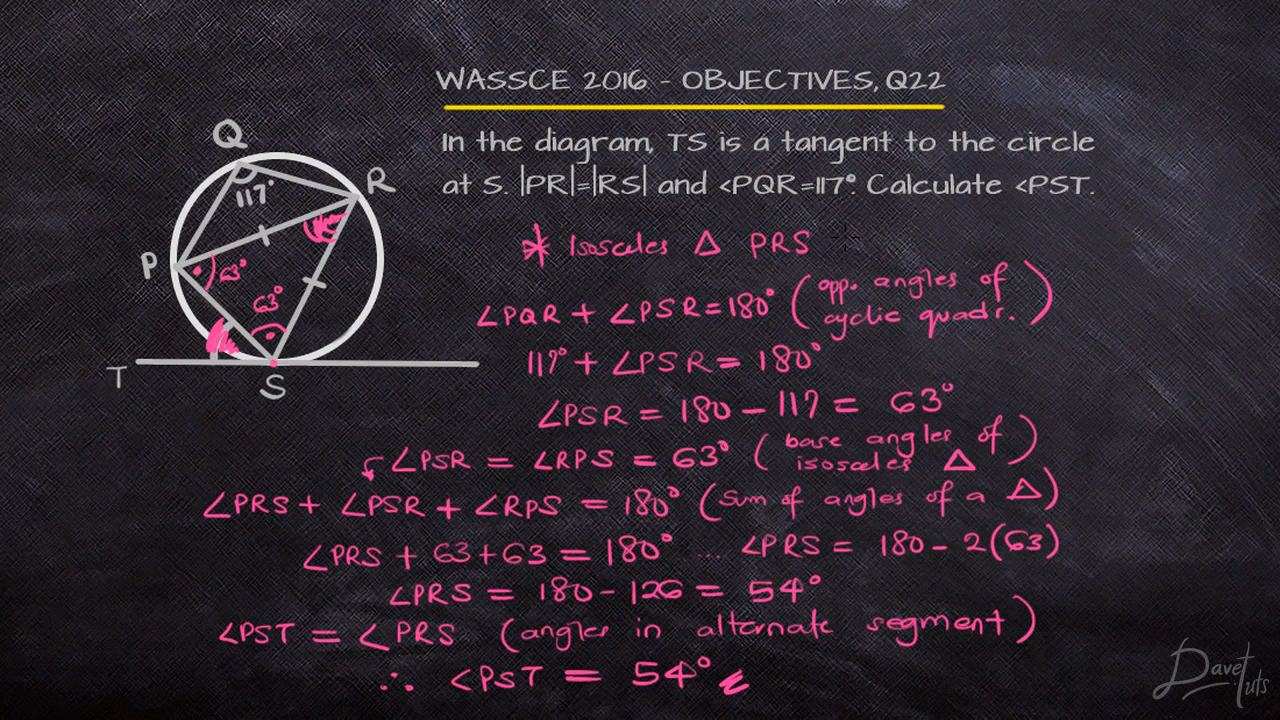 WASSCE 2016 - OBJECTIVES, Q22
In the diagram, TS is a tangent to the circle
at S. |PR|=|RS| and <PQR=117°. Calculate <PST.
Q
117°
R
P
63°
63°
T
S
* Isoscales Δ PRS
∠PQR + ∠PSR = 180° (opp. angles of
cyclic quadr.)
117° + ∠PSR = 180°
∠PSR = 180 - 117 = 63°
∠PSR = ∠RPS = 63° (base angles of
isoscales Δ)
∠PRS + ∠PSR + ∠RPS = 180° (sum of angles of a Δ)
∠PRS + 63 + 63 = 180° ... ∠PRS = 180 - 2(63)
∠PRS = 180 - 126 = 54°
∠PST = ∠PRS (angles in alternate segment)
∴ ∠PST = 54°
Davet
Tuts